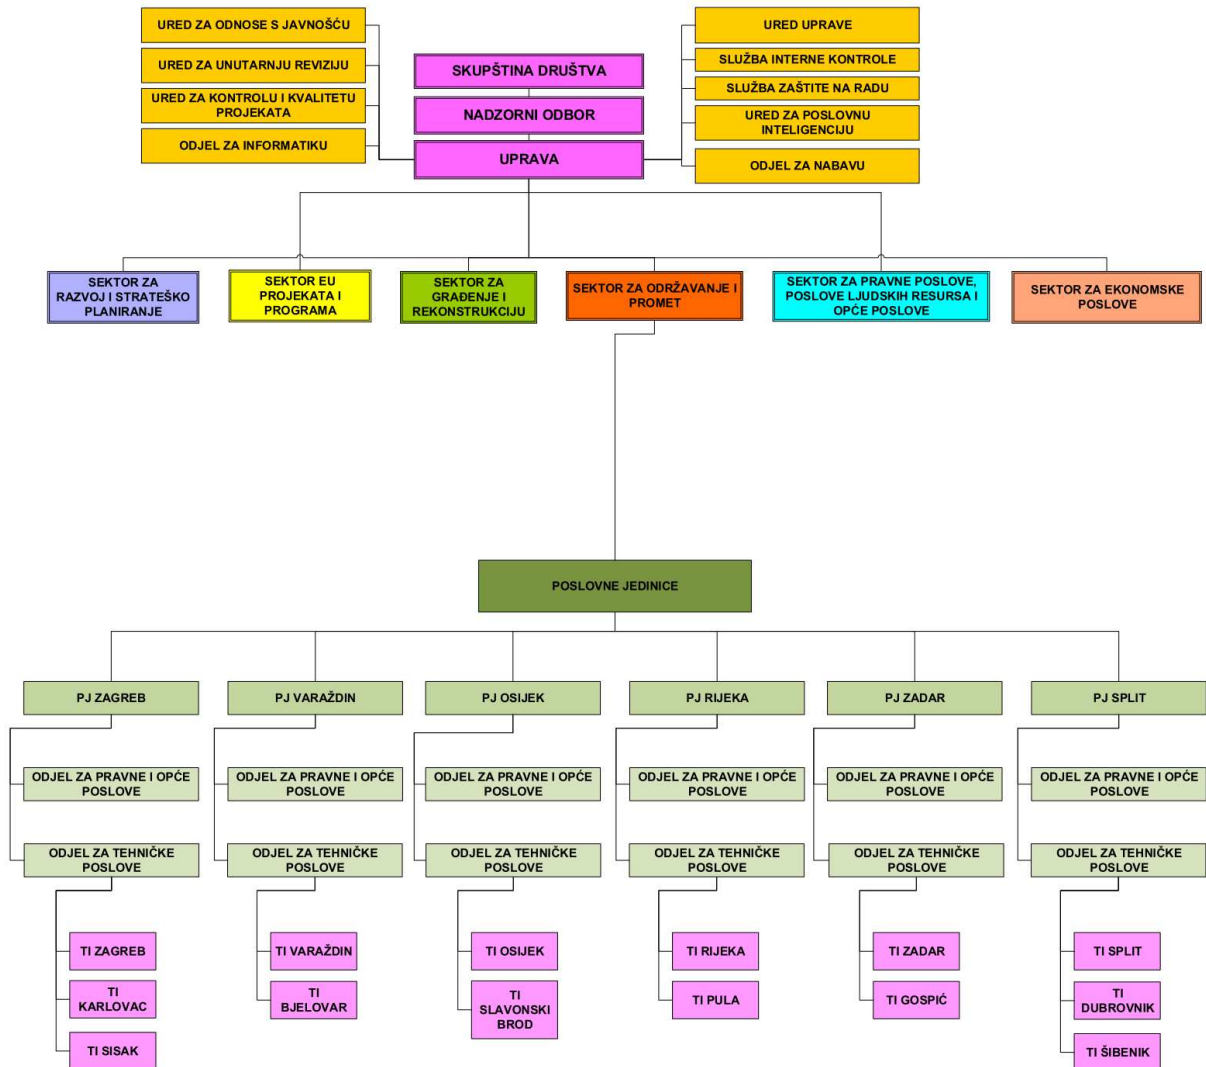 URED ZA ODNOSE S JAVNOŠĆU
URED ZA UNUTARNJU REVIZIJU
URED ZA KONTROLU I KVALITETU
PROJEKATA
ODJEL ZA INFORMATIKU
SKUPŠTINA DRUŠTVA
NADZORNI ODBOR
UPRAVA
URED UPRAVE
SLUŽBA INTERNE KONTROLE
SLUŽBA ZAŠTITE NA RADU
URED ZA POSLOVNU
INTELIGENCIJU
ODJEL ZA NABAVU
SEKTOR ZA
RAZVOJ I STRATEŠKO
PLANIRANJE
SEKTOR EU
PROJEKATA I
PROGRAMA
SEKTOR ZA
GRAĐENJE I
REKONSTRUKCIJU
SEKTOR ZA ODRŽAVANJE I
PROMET
SEKTOR ZA PRAVNE POSLOVE,
POSLOVE LJUDSKIH RESURSA I
OPĆE POSLOVE
SEKTOR ZA EKONOMSKE
POSLOVE
POSLOVNE JEDINICE
PJ ZAGREB
PJ VARAŽDIN
PJ OSIJEK
PJ RIJEKA
PJ ZADAR
PJ SPLIT
ODJEL ZA PRAVNE I OPĆE
POSLOVE
ODJEL ZA PRAVNE I OPĆE
POSLOVE
ODJEL ZA PRAVNE I OPĆE
POSLOVE
ODJEL ZA PRAVNE I OPĆE
POSLOVE
ODJEL ZA PRAVNE I OPĆE
POSLOVE
ODJEL ZA PRAVNE I OPĆE
POSLOVE
ODJEL ZA TEHNIČKE
POSLOVE
ODJEL ZA TEHNIČKE
POSLOVE
ODJEL ZA TEHNIČKE
POSLOVE
ODJEL ZA TEHNIČKE
POSLOVE
ODJEL ZA TEHNIČKE
POSLOVE
ODJEL ZA TEHNIČKE
POSLOVE
TI ZAGREB
TI
KARLOVAC
TI SISAK
TI VARAŽDIN
TI
BJELOVAR
TI OSIJEK
TI
SLAVONSKI
BROD
TI RIJEKA
TI PULA
TI ZADAR
TI GOSPIĆ
TI SPLIT
TI
DUBROVNIK
TI ŠIBENIK